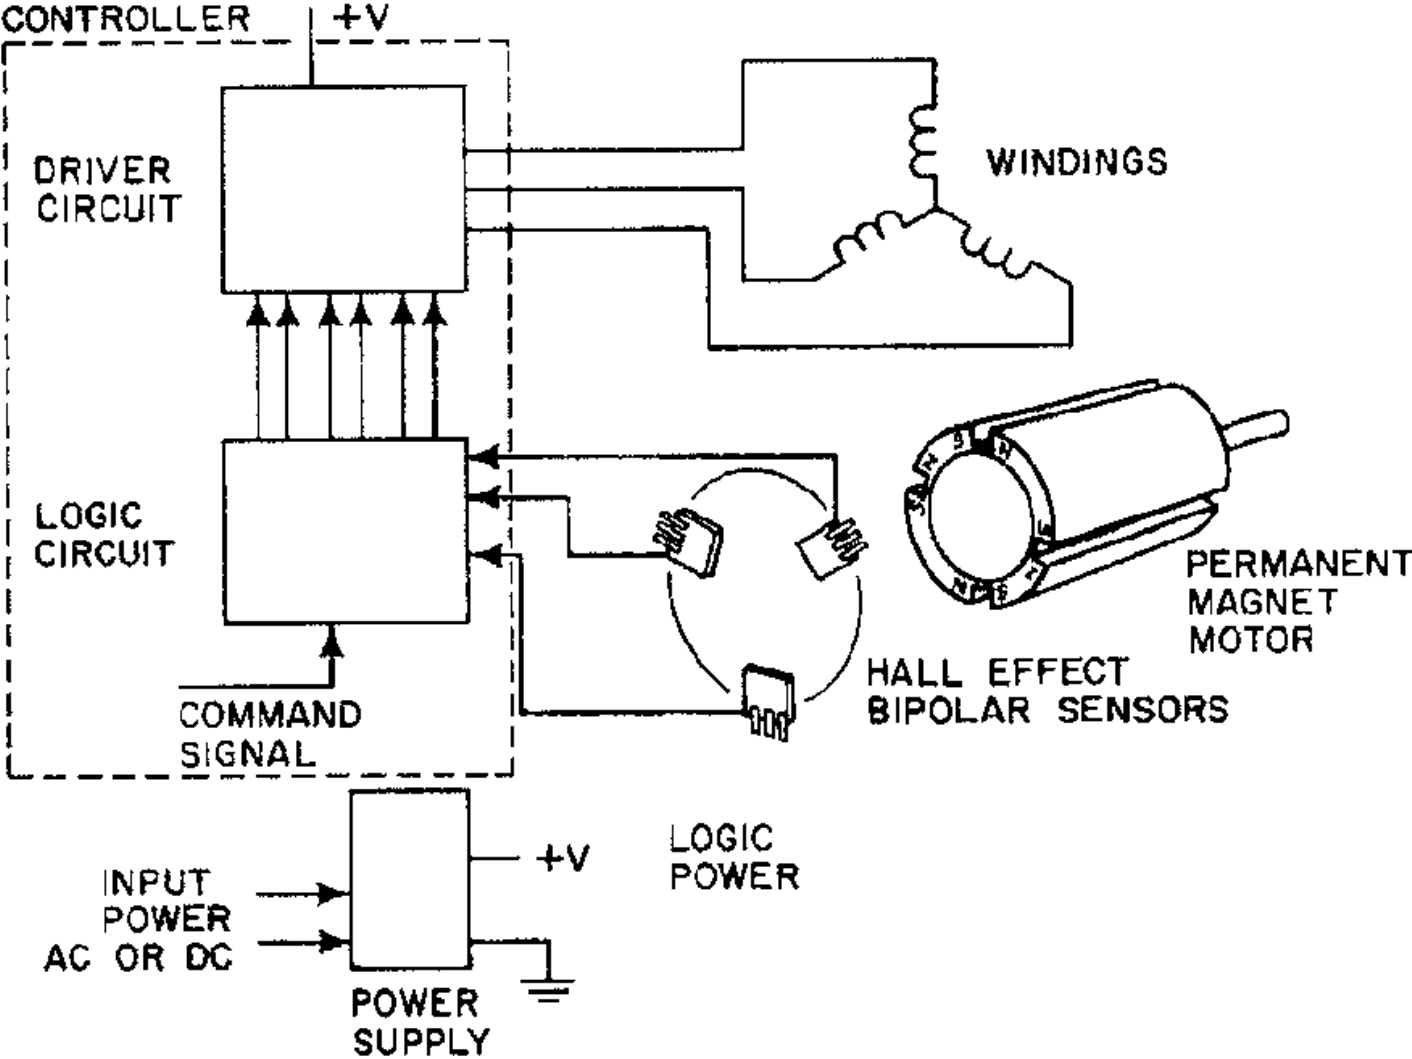 CONTROLLER
+V
DRIVER
CIRCUIT
WINDINGS
LOGIC
CIRCUIT
S
N
N
S
S
N
N
S
PERMANENT
MAGNET
MOTOR
HALL EFFECT
BIPOLAR SENSORS
COMMAND
SIGNAL
LOGIC
POWER
+V
INPUT
POWER
AC OR DC
POWER
SUPPLY